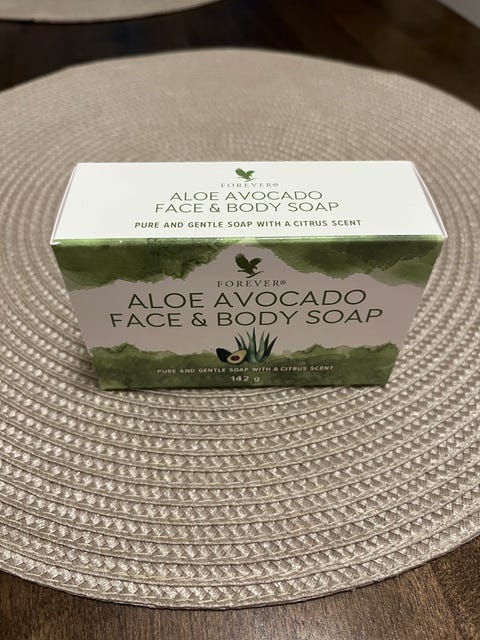 FOREVER®
ALOE AVOCADO
FACE & BODY SOAP
PURE AND GENTLE SOAP WITH A CITRUS SCENT
FOREVER®
ALOE AVOCADO
FACE & BODY SOAP
PURE AND GENTLE SOAP WITH A CITRUS SCENT
142 g